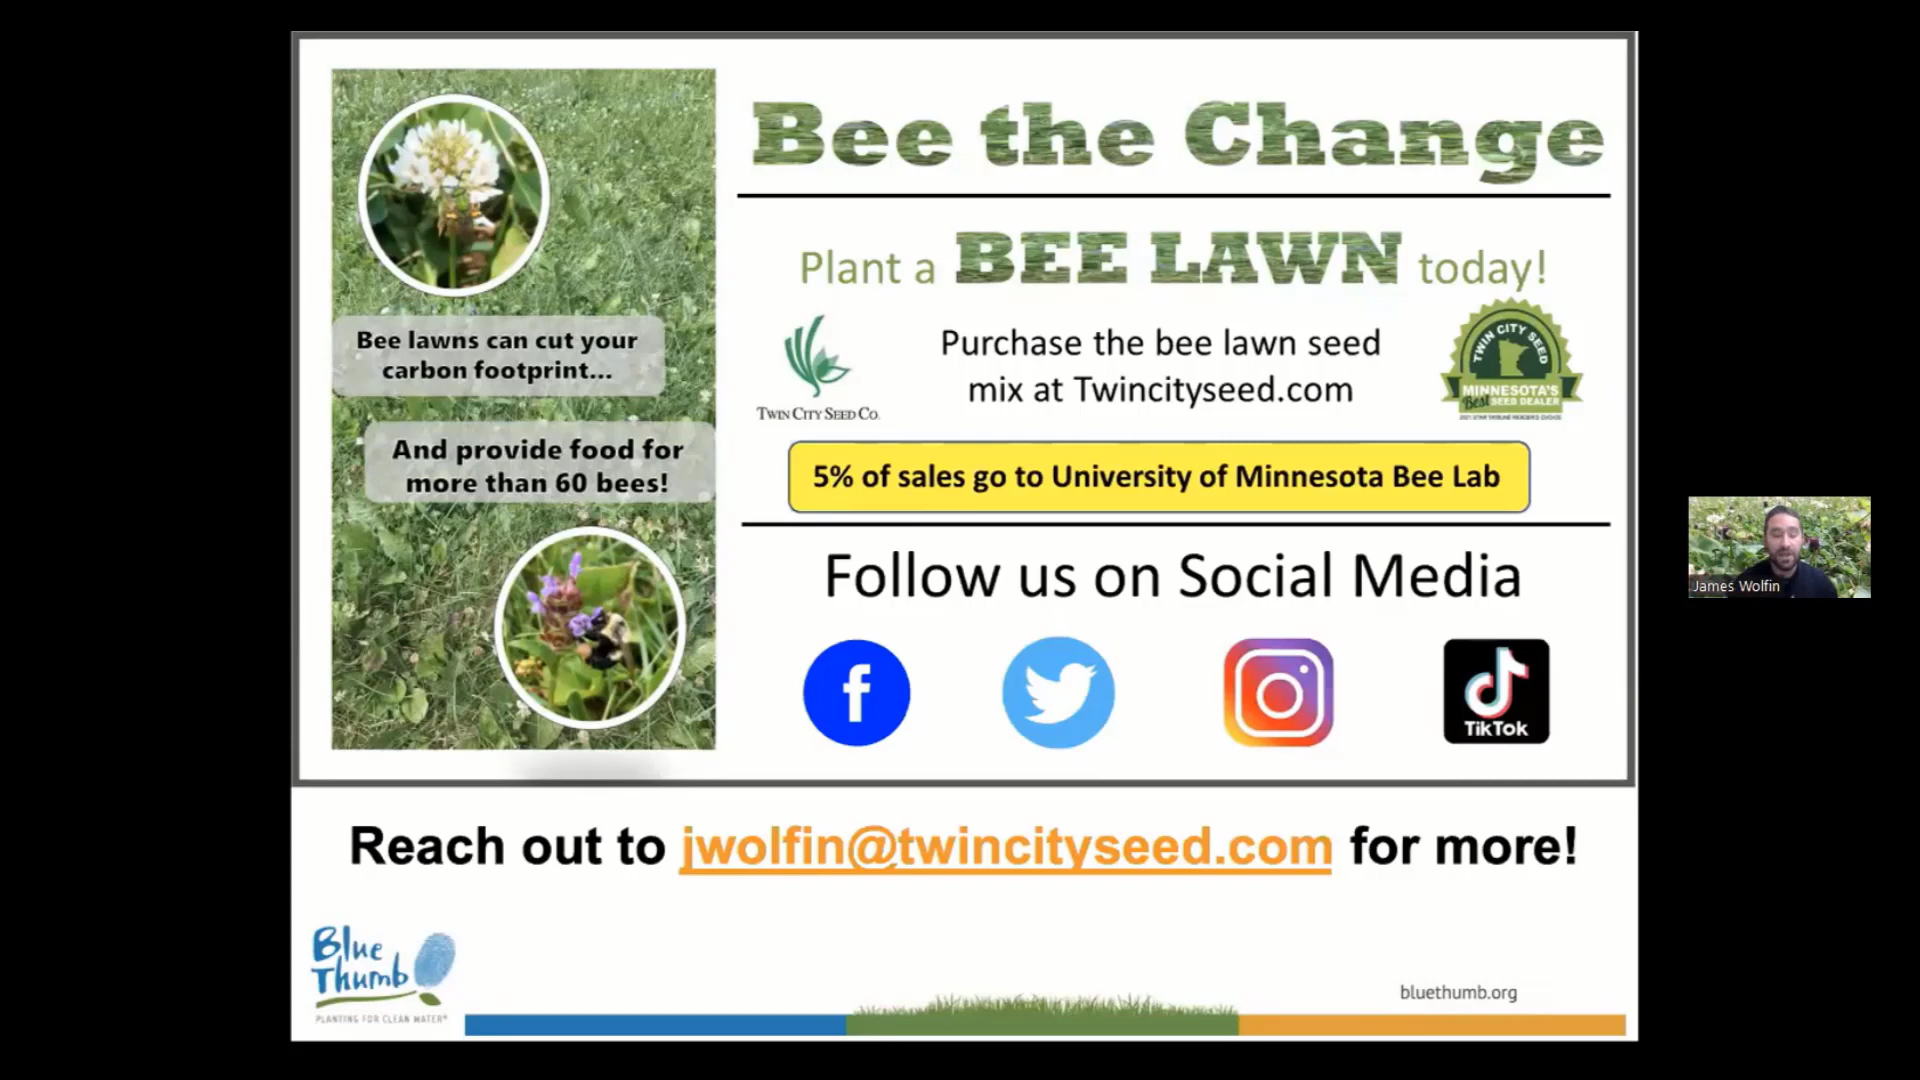 Bee the Change
Plant a BEE LAWN today!
Bee lawns can cut your
carbon footprint...
And provide food for
more than 60 bees!
TWIN CITY SEED CO.
Purchase the bee lawn seed
mix at Twincityseed.com
TWIN CITY SEED
MINNESOTA'S
Best SEED DEALER
5% of sales go to University of Minnesota Bee Lab
Follow us on Social Media
f
TikTok
James Wolfin
Reach out to jwolfin@twincityseed.com for more!
Blue
Thumb
PLANTING FOR CLEAN WATER®
bluethumb.org